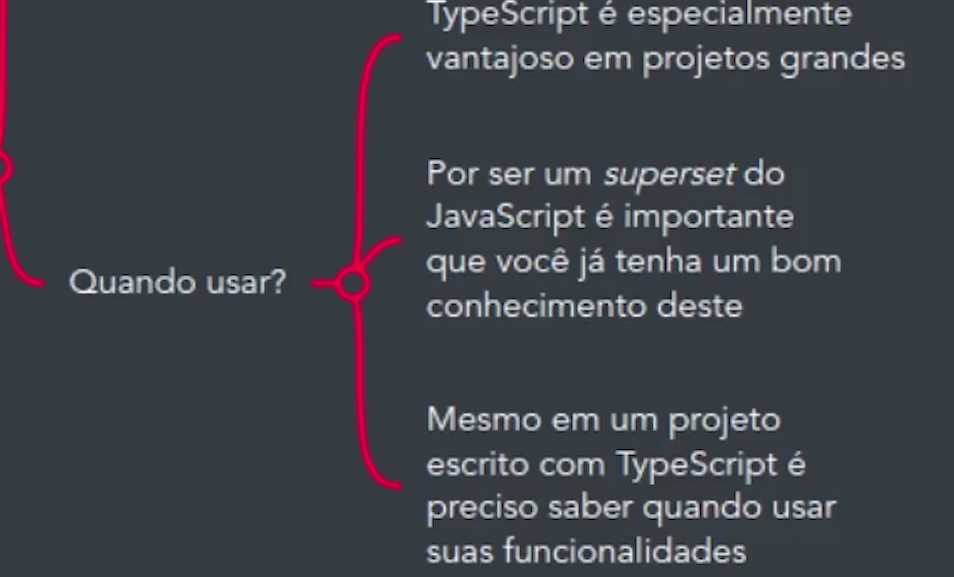 TypeScript é especialmente
vantajoso em projetos grandes
Por ser um superset do
JavaScript é importante
que você já tenha um bom
conhecimento deste
Quando usar?
Mesmo em um projeto
escrito com TypeScript é
preciso saber quando usar
suas funcionalidades